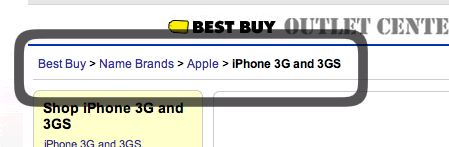 BEST BUY OUTLET CENTE
Best Buy > Name Brands > Apple > iPhone 3G and 3GS
Shop iPhone 3G and
3GS
iPhone 3G and 3GS